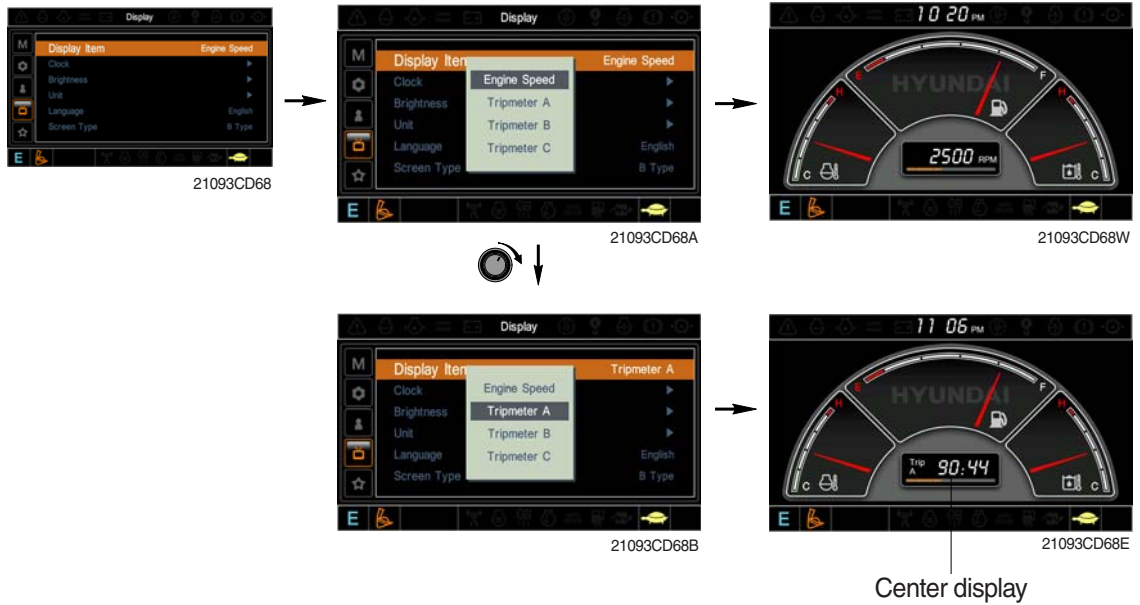 Display
M
Display Item Engine Speed
Clock
Brightness
Unit
Language English
Screen Type B Type
E
21093CD68
Display
M
Display Item Engine Speed
Clock
Brightness
Unit
Language English
Screen Type B Type
Engine Speed
Tripmeter A
Tripmeter B
Tripmeter C
E
21093CD68A
10 20 PM
HYUNDAI
E F
H H
C C
2500 RPM
E
21093CD68W
Display
M
Display Item Tripmeter A
Clock
Brightness
Unit
Language English
Screen Type B Type
Engine Speed
Tripmeter A
Tripmeter B
Tripmeter C
E
21093CD68B
11 06 PM
HYUNDAI
E F
H H
C C
Trip
A 90:44
E
21093CD68E
Center display